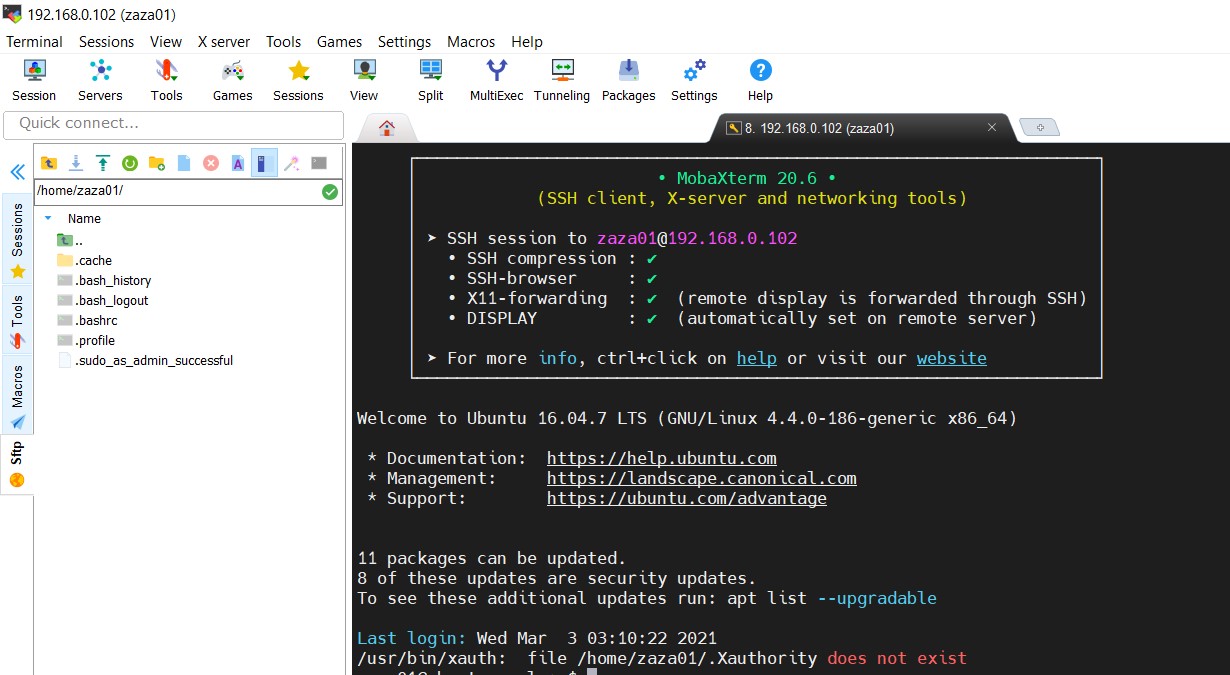 192.168.0.102 (zaza01)
Terminal Sessions View X server Tools Games Settings Macros Help
Session Servers Tools Games Sessions View Split MultiExec Tunneling Packages Settings Help
Quick connect...
8. 192.168.0.102 (zaza01)
/home/zaza01/
Name
..
.cache
.bash_history
.bash_logout
.bashrc
.profile
.sudo_as_admin_successful
Sessions
Tools
Macros
Sftp
• MobaXterm 20.6 •
(SSH client, X-server and networking tools)
➤ SSH session to zaza01@192.168.0.102
• SSH compression : ✔
• SSH-browser : ✔
• X11-forwarding : ✔ (remote display is forwarded through SSH)
• DISPLAY : ✔ (automatically set on remote server)
➤ For more info, ctrl+click on help or visit our website
Welcome to Ubuntu 16.04.7 LTS (GNU/Linux 4.4.0-186-generic x86_64)
* Documentation: https://help.ubuntu.com
* Management: https://landscape.canonical.com
* Support: https://ubuntu.com/advantage
11 packages can be updated.
8 of these updates are security updates.
To see these additional updates run: apt list --upgradable
Last login: Wed Mar 3 03:10:22 2021
/usr/bin/xauth: file /home/zaza01/.Xauthority does not exist